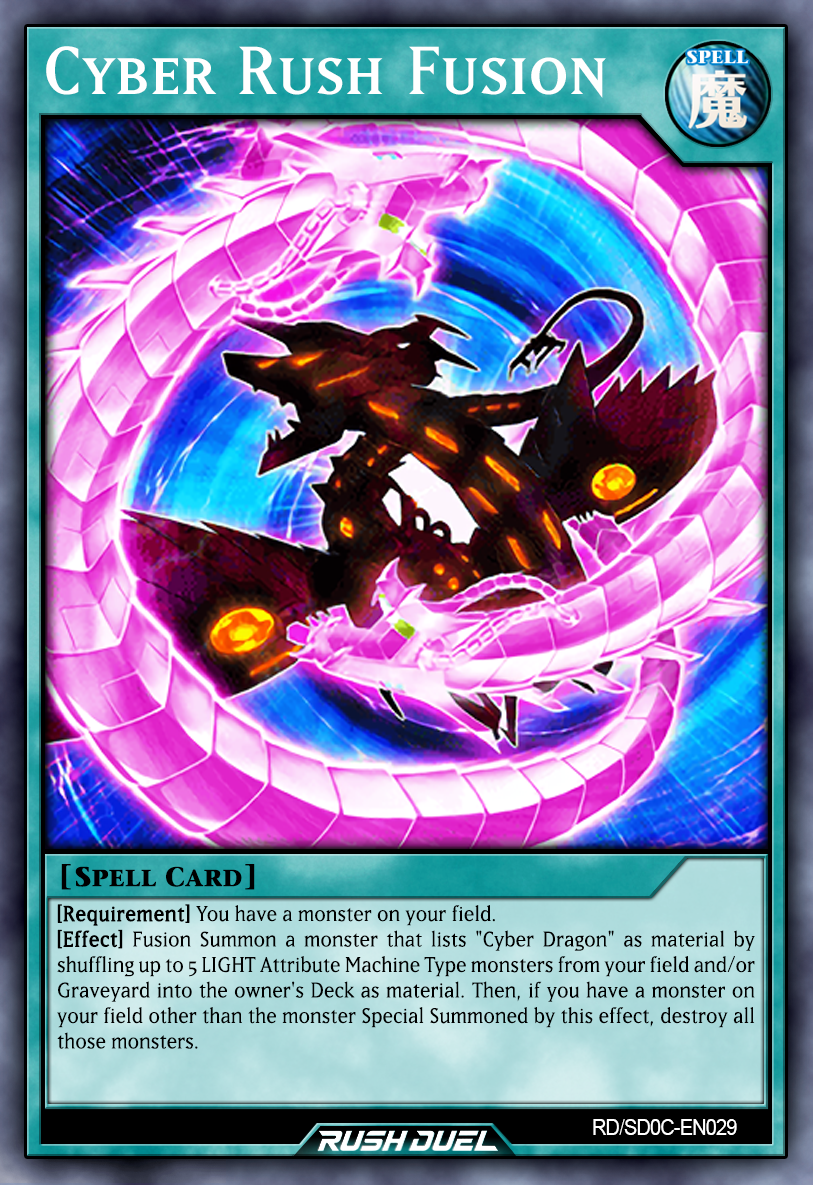 Cyber Rush Fusion
SPELL
魔
[Spell Card]
[Requirement] You have a monster on your field.
[Effect] Fusion Summon a monster that lists "Cyber Dragon" as material by
shuffling up to 5 LIGHT Attribute Machine Type monsters from your field and/or
Graveyard into the owner's Deck as material. Then, if you have a monster on
your field other than the monster Special Summoned by this effect, destroy all
those monsters.
RD/SD0C-EN029
RUSH DUEL